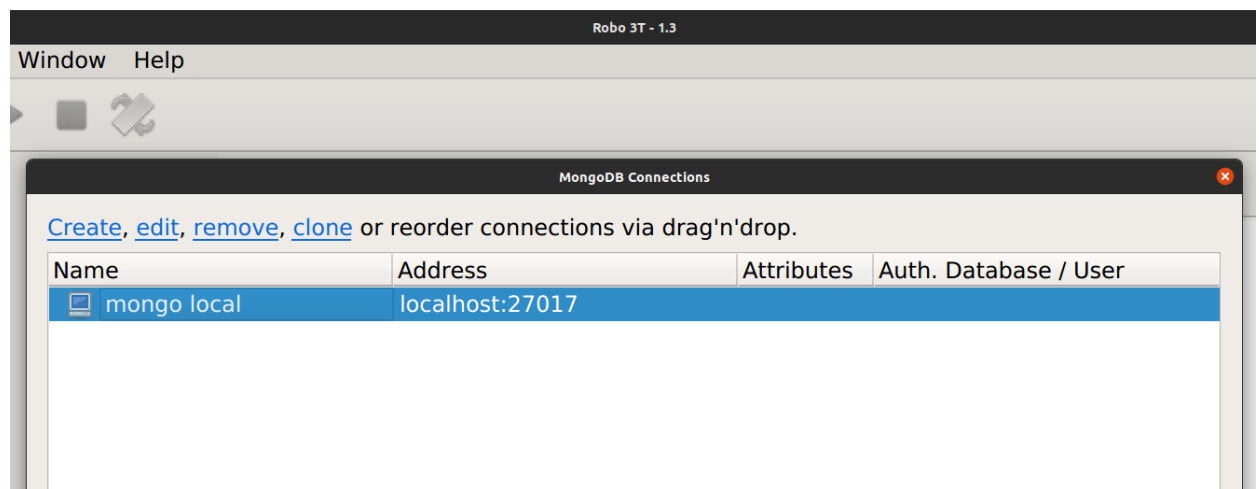 Robo 3T - 1.3
Window Help
MongoDB Connections
Create, edit, remove, clone or reorder connections via drag'n'drop.
Name Address Attributes Auth. Database / User
mongo local localhost:27017